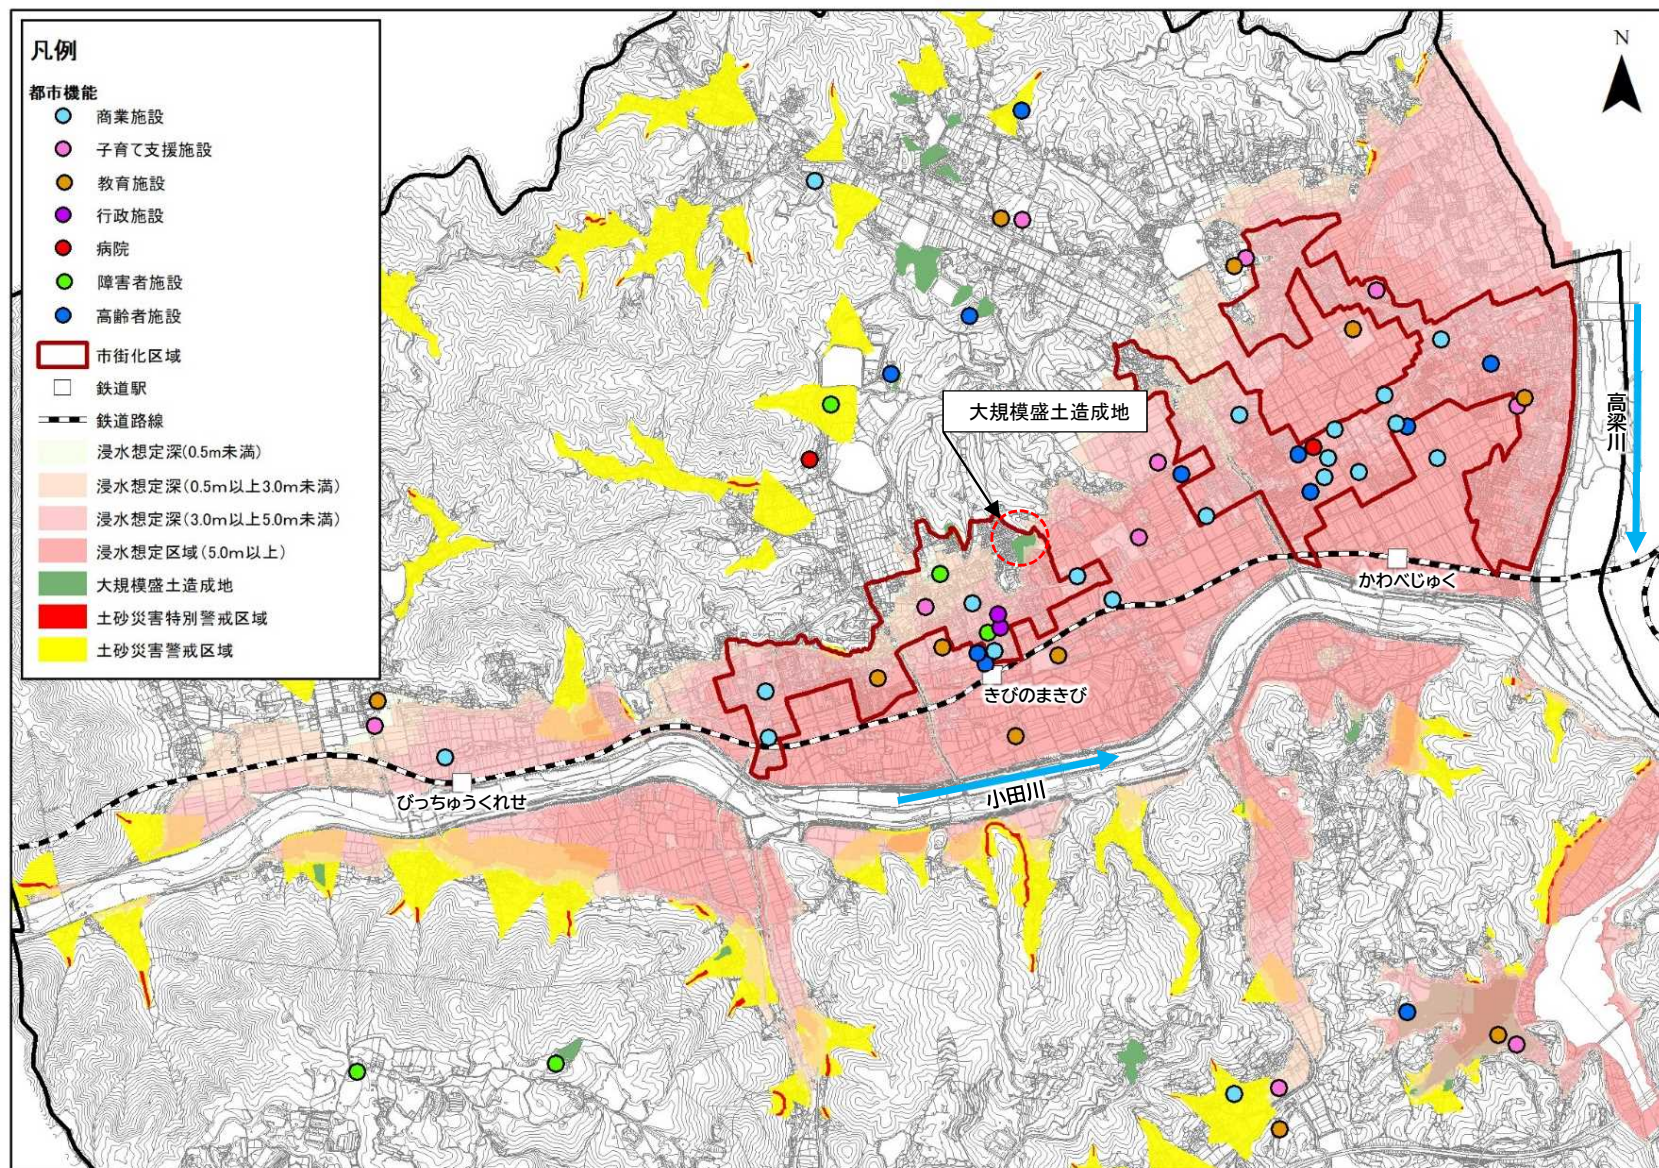 凡例
都市機能
商業施設
子育て支援施設
教育施設
行政施設
病院
障害者施設
高齢者施設
市街化区域
鉄道駅
鉄道路線
浸水想定深(0.5m未満)
浸水想定深(0.5m以上3.0m未満)
浸水想定深(3.0m以上5.0m未満)
浸水想定区域(5.0m以上)
大規模盛土造成地
土砂災害特別警戒区域
土砂災害警戒区域
N
大規模盛土造成地
高梁川
かわべじゅく
きびのまきび
びっちゅうくれせ
小田川